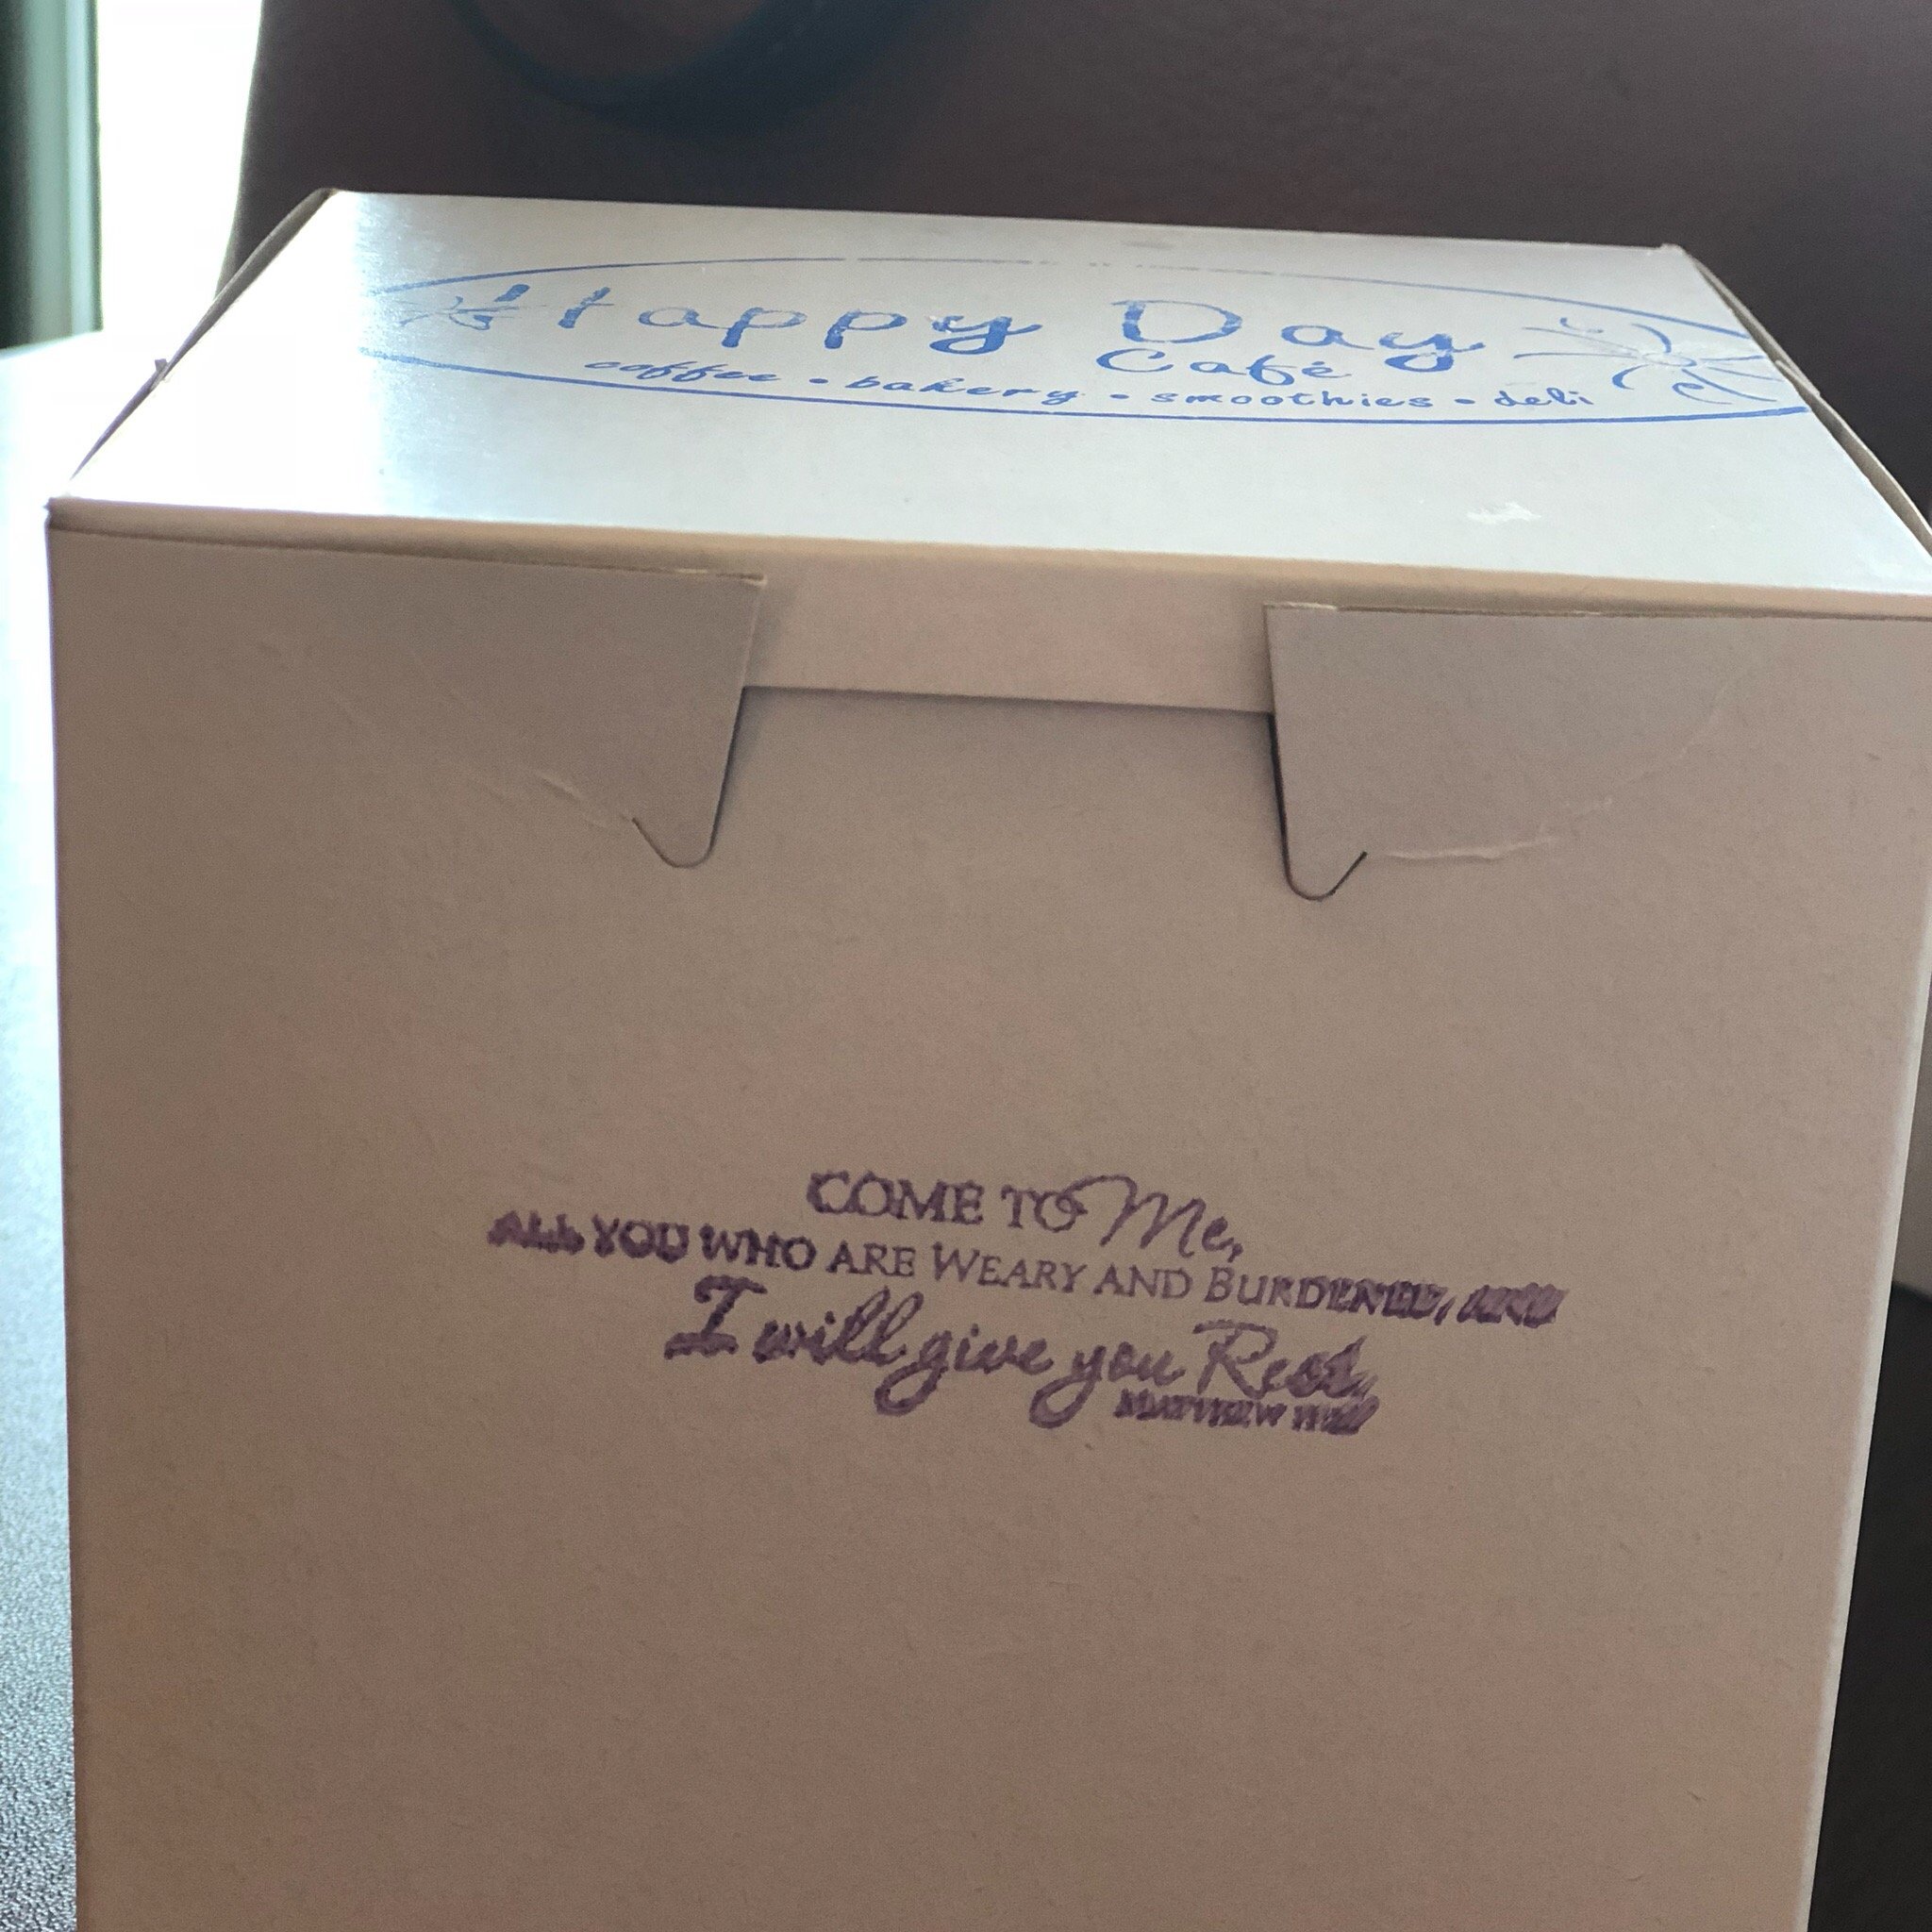 Happy Day
Café
coffee • bakery • smoothies • deli
COME TO Me,
ALL YOU WHO ARE WEARY AND BURDENED, AND
I will give you Rest.
MATTHEW